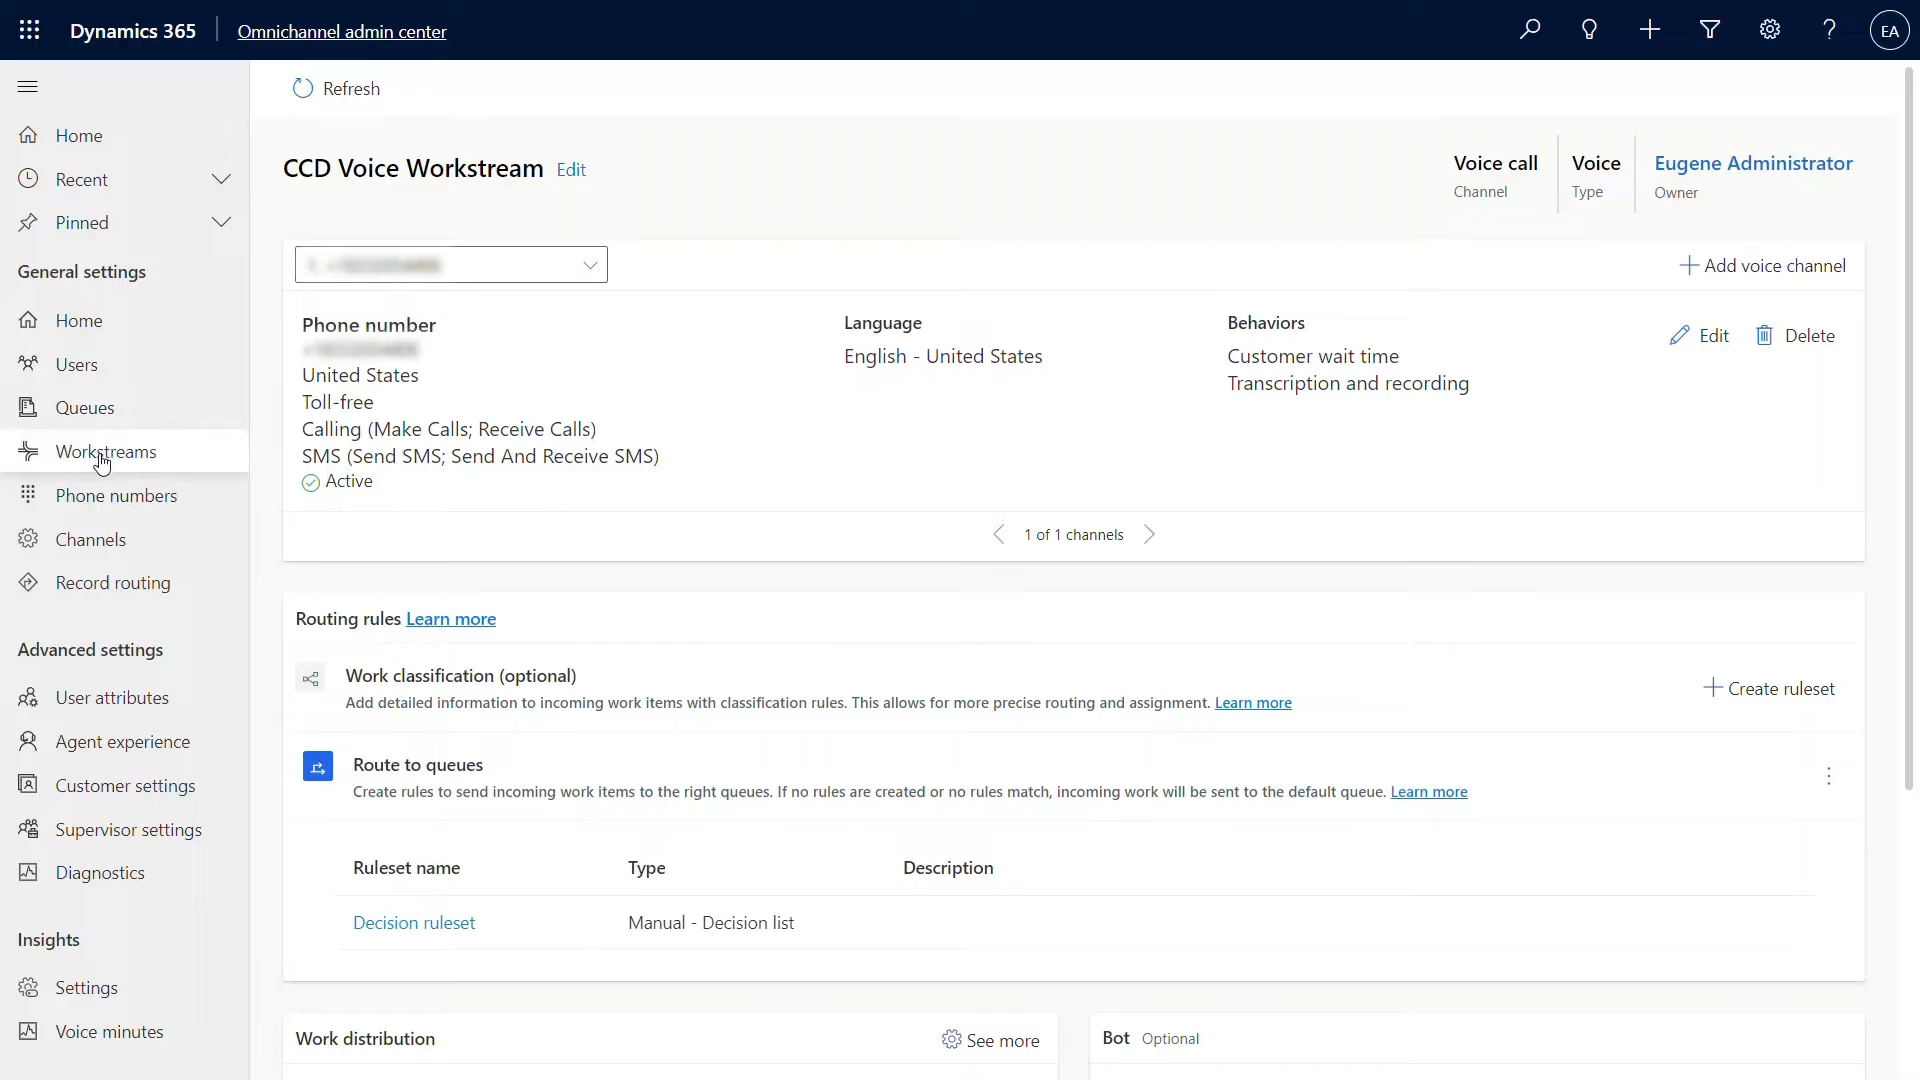 Dynamics 365
Omnichannel admin center
EA
Refresh
Home
Recent
Pinned
General settings
Home
Users
Queues
Workstreams
Phone numbers
Channels
Record routing
Advanced settings
User attributes
Agent experience
Customer settings
Supervisor settings
Diagnostics
Insights
Settings
Voice minutes
CCD Voice Workstream Edit
Voice call
Channel
Voice
Type
Eugene Administrator
Owner
Add voice channel
Phone number
United States
Toll-free
Calling (Make Calls; Receive Calls)
SMS (Send SMS; Send And Receive SMS)
Active
Language
English - United States
Behaviors
Customer wait time
Transcription and recording
Edit
Delete
1 of 1 channels
Routing rules Learn more
Work classification (optional)
Add detailed information to incoming work items with classification rules. This allows for more precise routing and assignment. Learn more
Create ruleset
Route to queues
Create rules to send incoming work items to the right queues. If no rules are created or no rules match, incoming work will be sent to the default queue. Learn more
Ruleset name Type Description
Decision ruleset Manual - Decision list
Work distribution
See more
Bot Optional